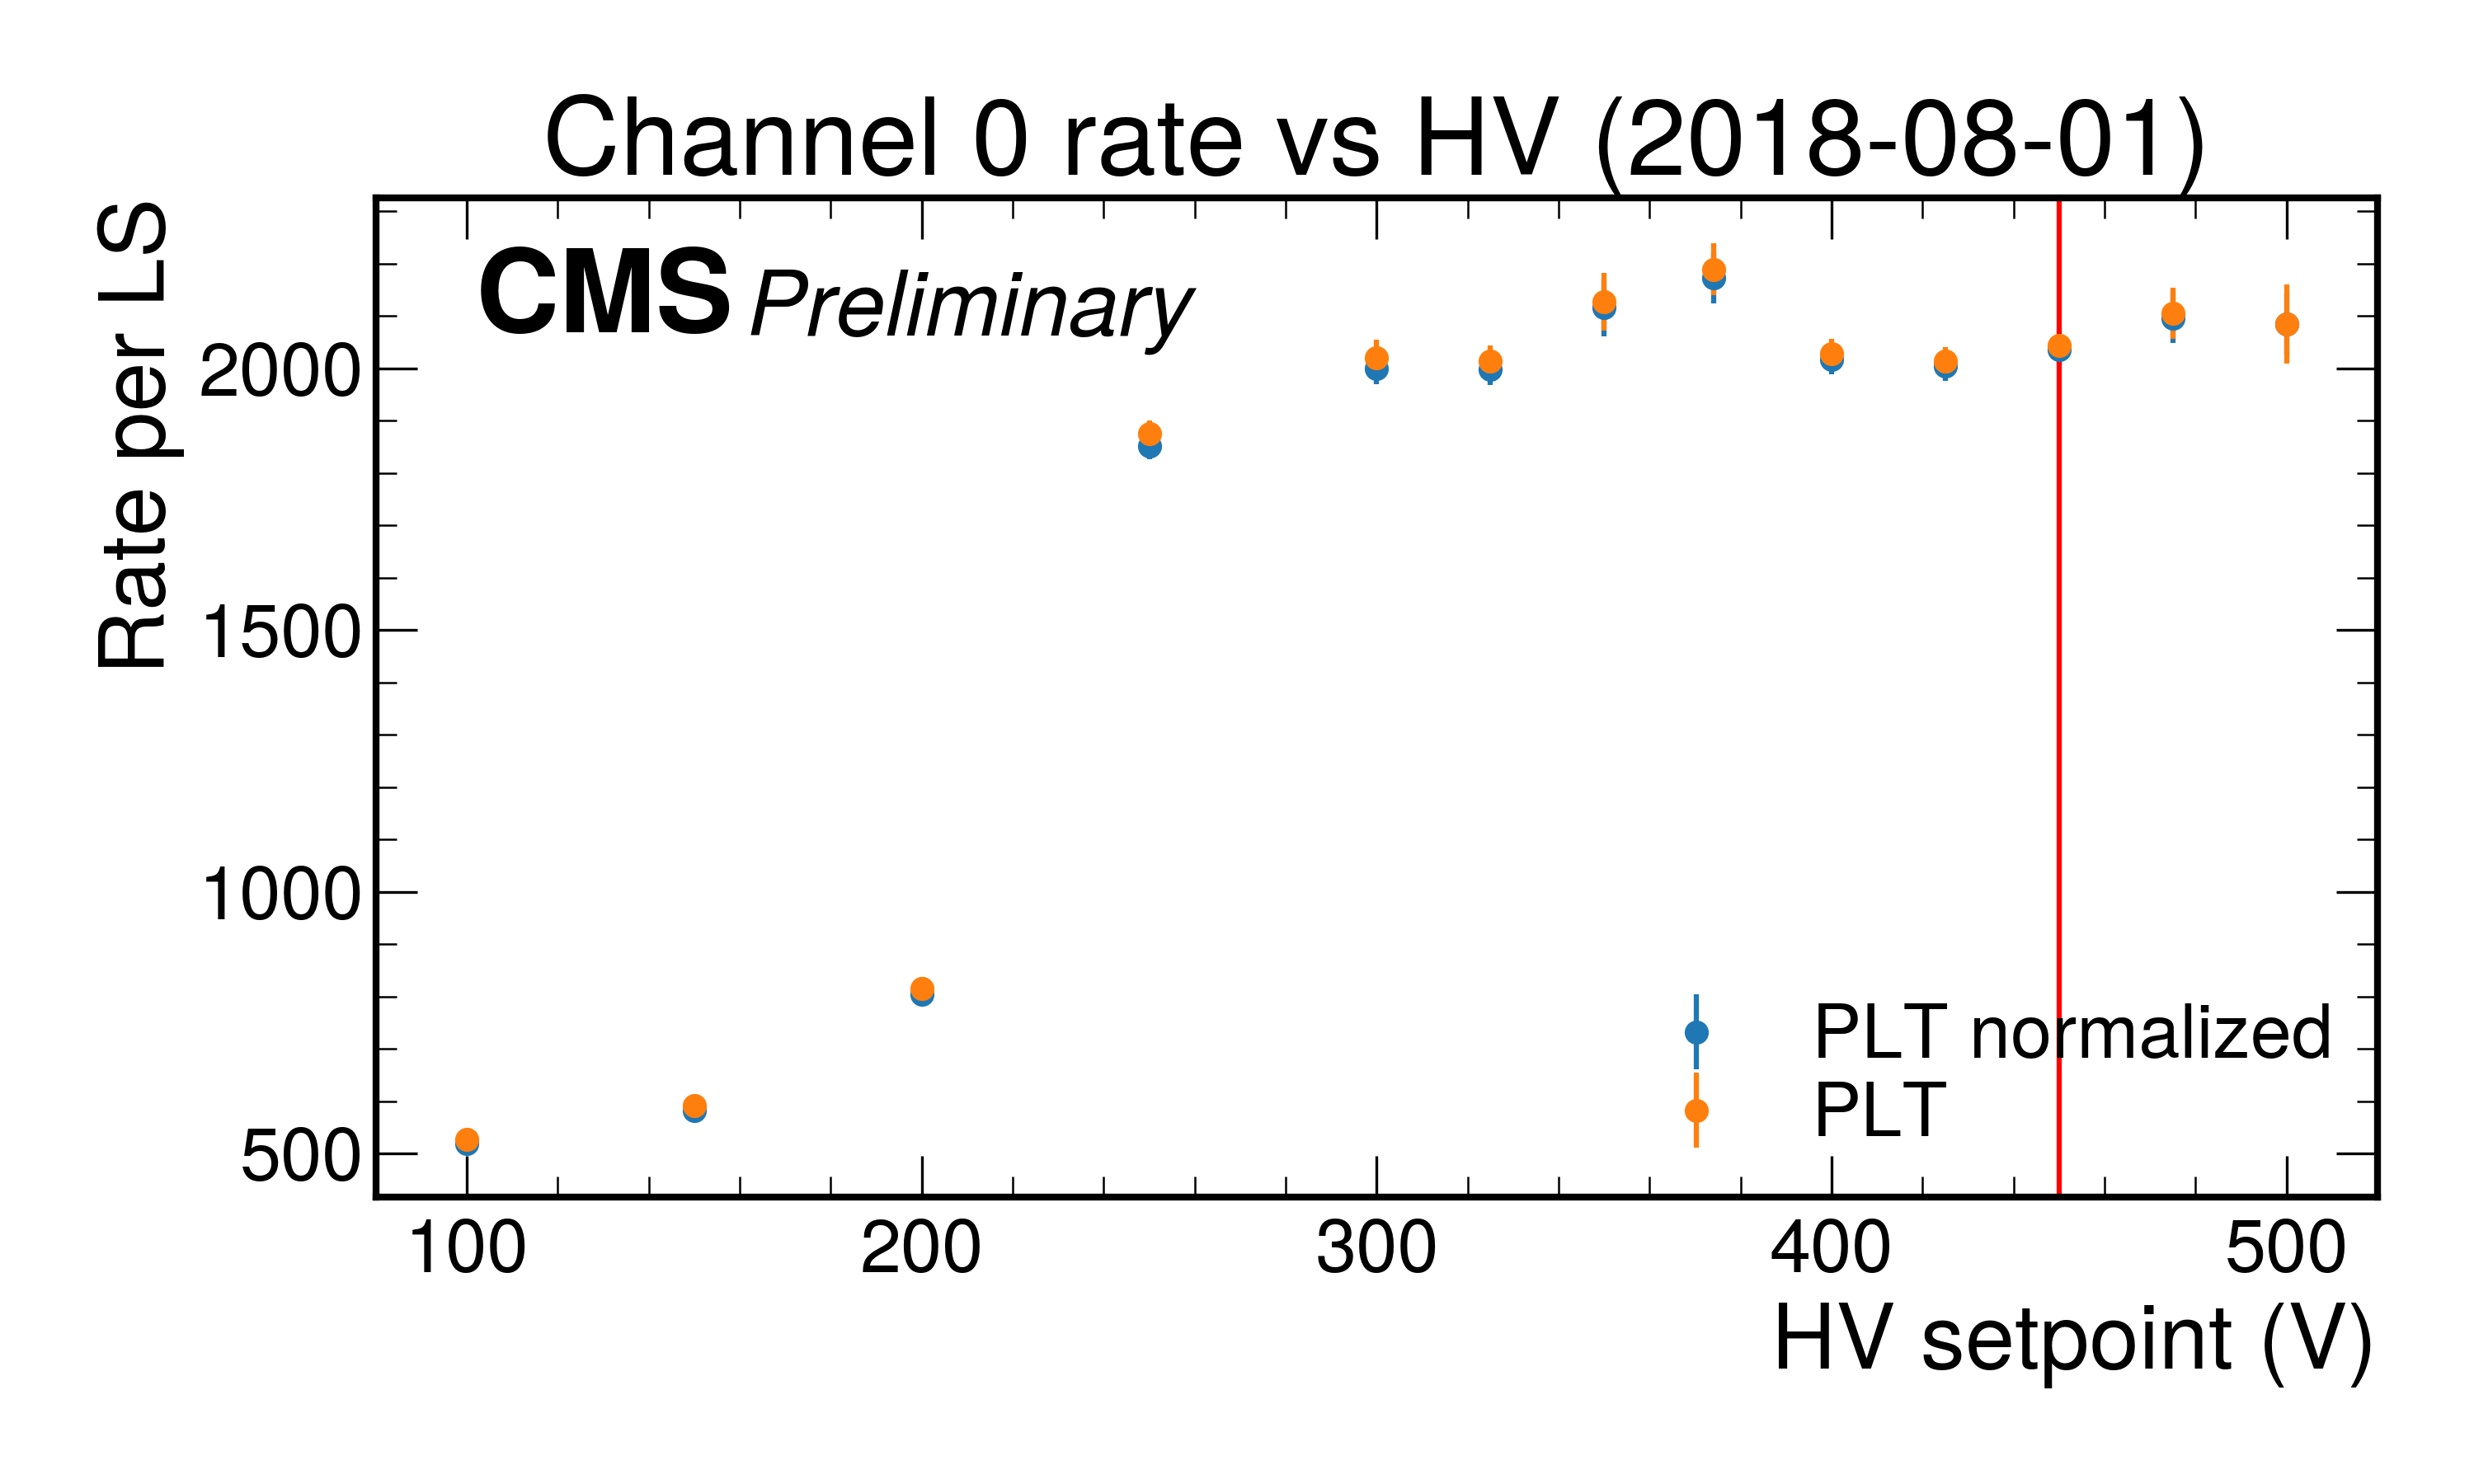 Channel 0 rate vs HV (2018-08-01)
CMS Preliminary
Rate per LS
2000
1500
1000
500
PLT normalized
PLT
100 200 300 400 500
HV setpoint (V)